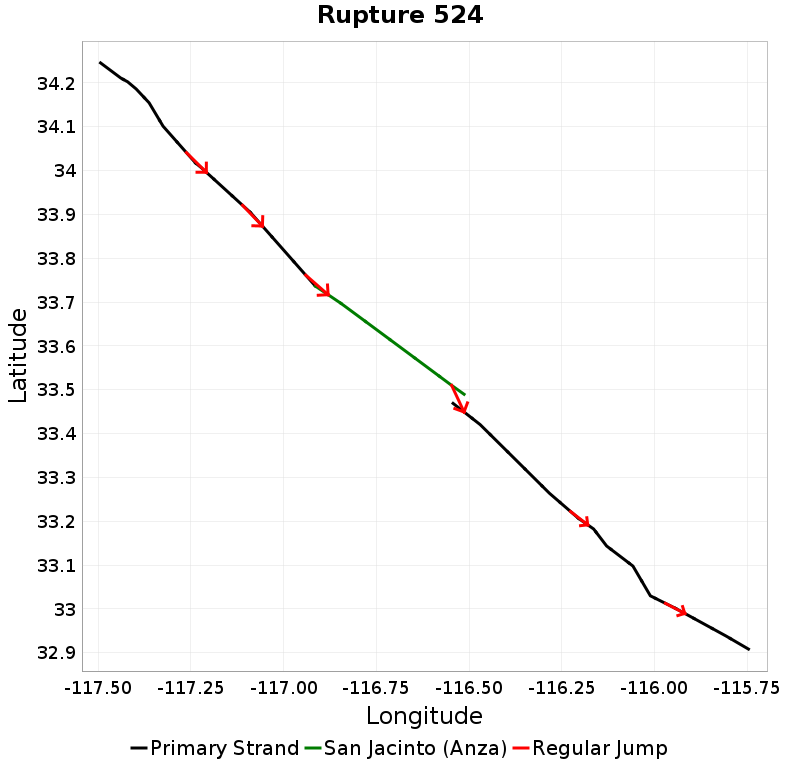 Rupture 524
34.2
34.1
34
33.9
33.8
33.7
33.6
33.5
33.4
33.3
33.2
33.1
33
32.9
Latitude
-117.50 -117.25 -117.00 -116.75 -116.50 -116.25 -116.00 -115.75
Longitude
Primary Strand San Jacinto (Anza) Regular Jump